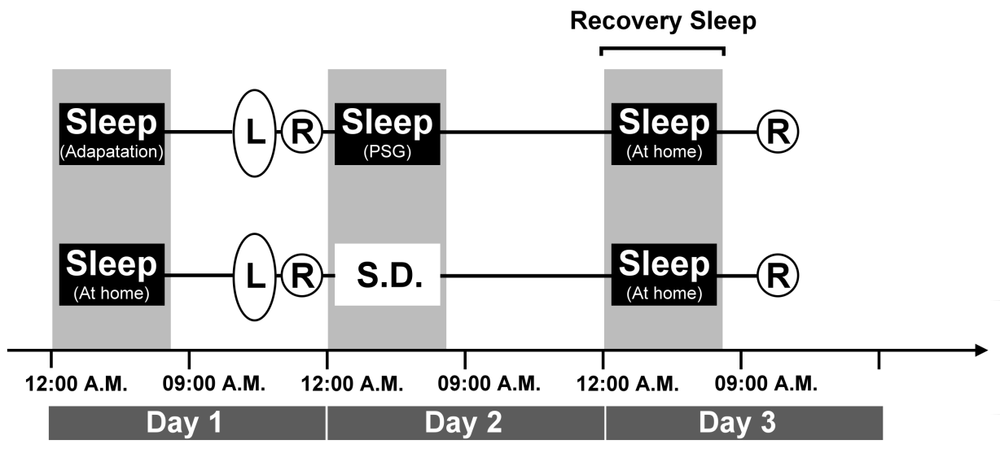 Recovery Sleep
Sleep
(Adapatation)
L
R
Sleep
(PSG)
Sleep
(At home)
R
Sleep
(At home)
L
R
S.D.
Sleep
(At home)
R
12:00 A.M.
09:00 A.M.
12:00 A.M.
09:00 A.M.
12:00 A.M.
09:00 A.M.
Day 1
Day 2
Day 3